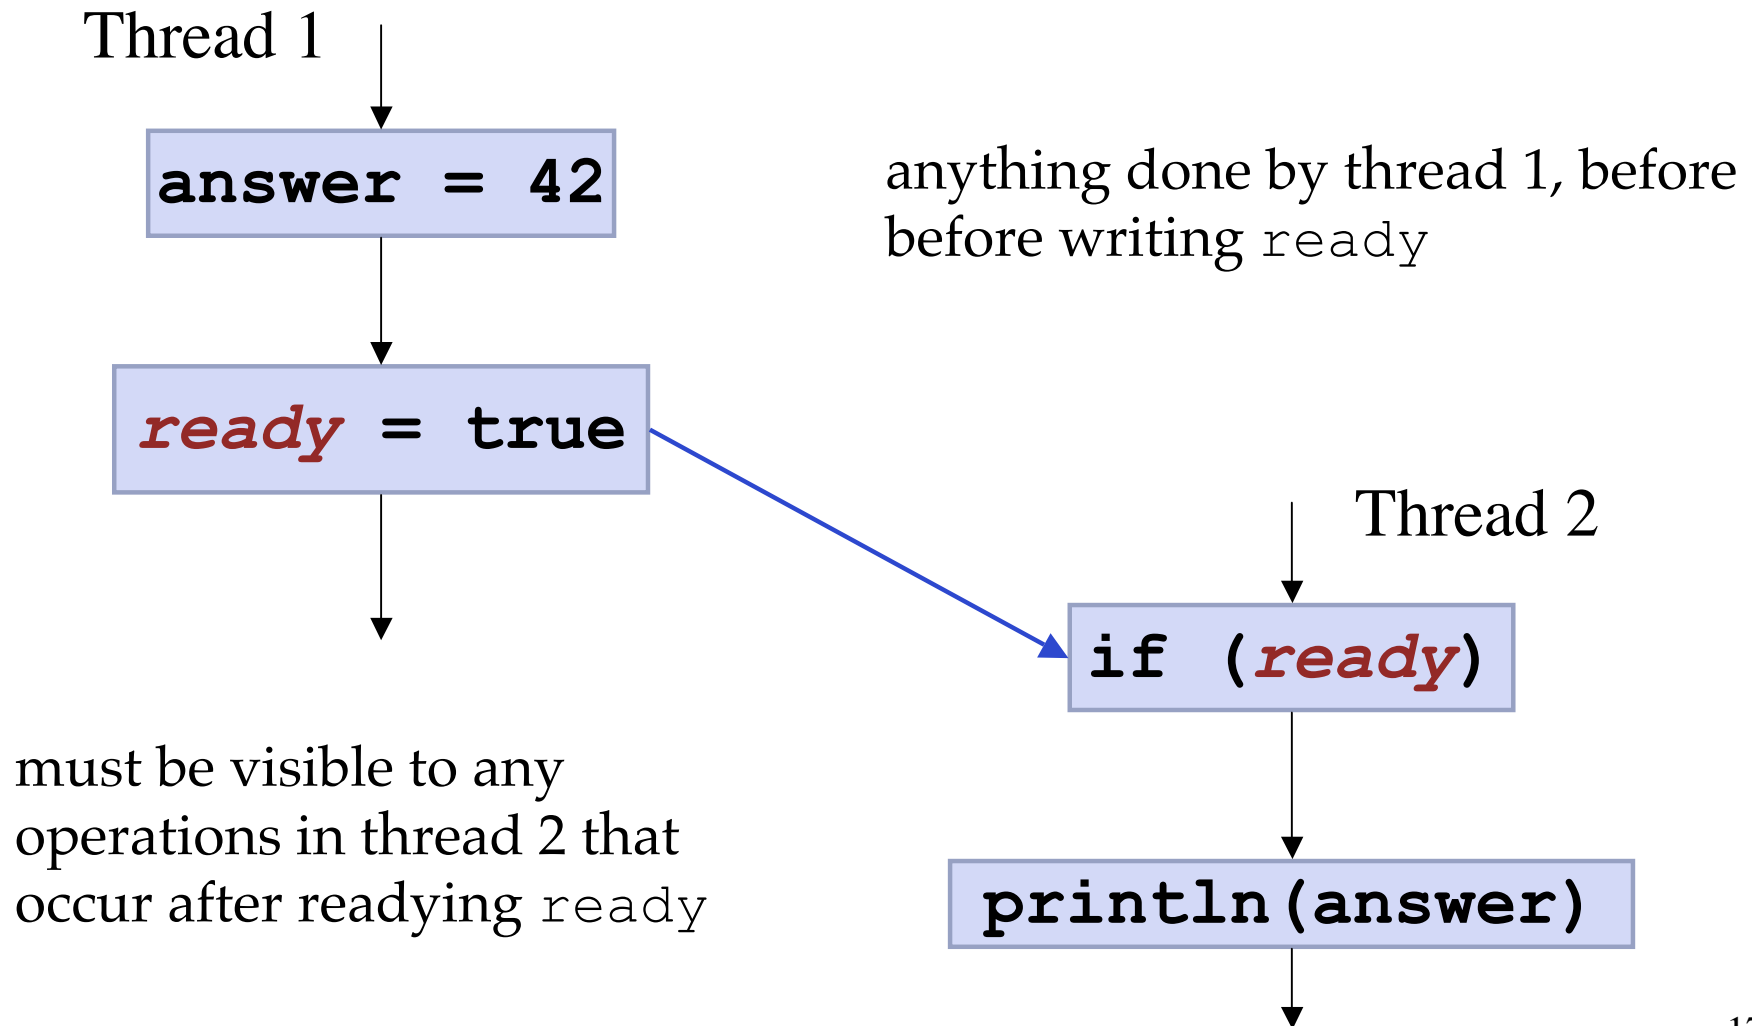 Thread 1
answer = 42
anything done by thread 1, before
before writing ready
ready = true
Thread 2
if (ready)
must be visible to any
operations in thread 2 that
occur after readying ready
println(answer)